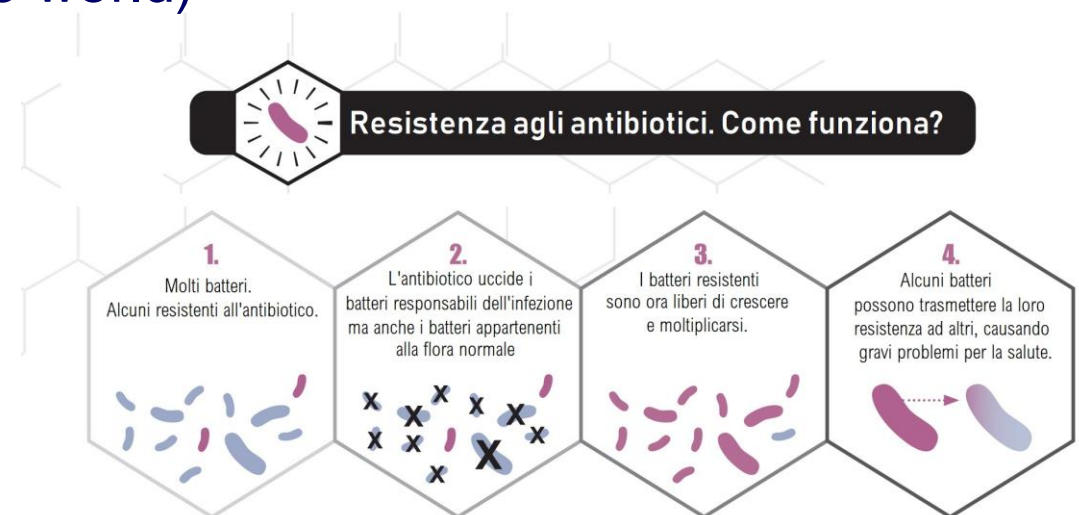 Resistenza agli antibiotici. Come funziona?
1.
Molti batteri.
Alcuni resistenti all'antibiotico.
2.
L'antibiotico uccide i
batteri responsabili dell'infezione
ma anche i batteri appartenenti
alla flora normale
3.
I batteri resistenti
sono ora liberi di crescere
e moltiplicarsi.
4.
Alcuni batteri
possono trasmettere la loro
resistenza ad altri, causando
gravi problemi per la salute.